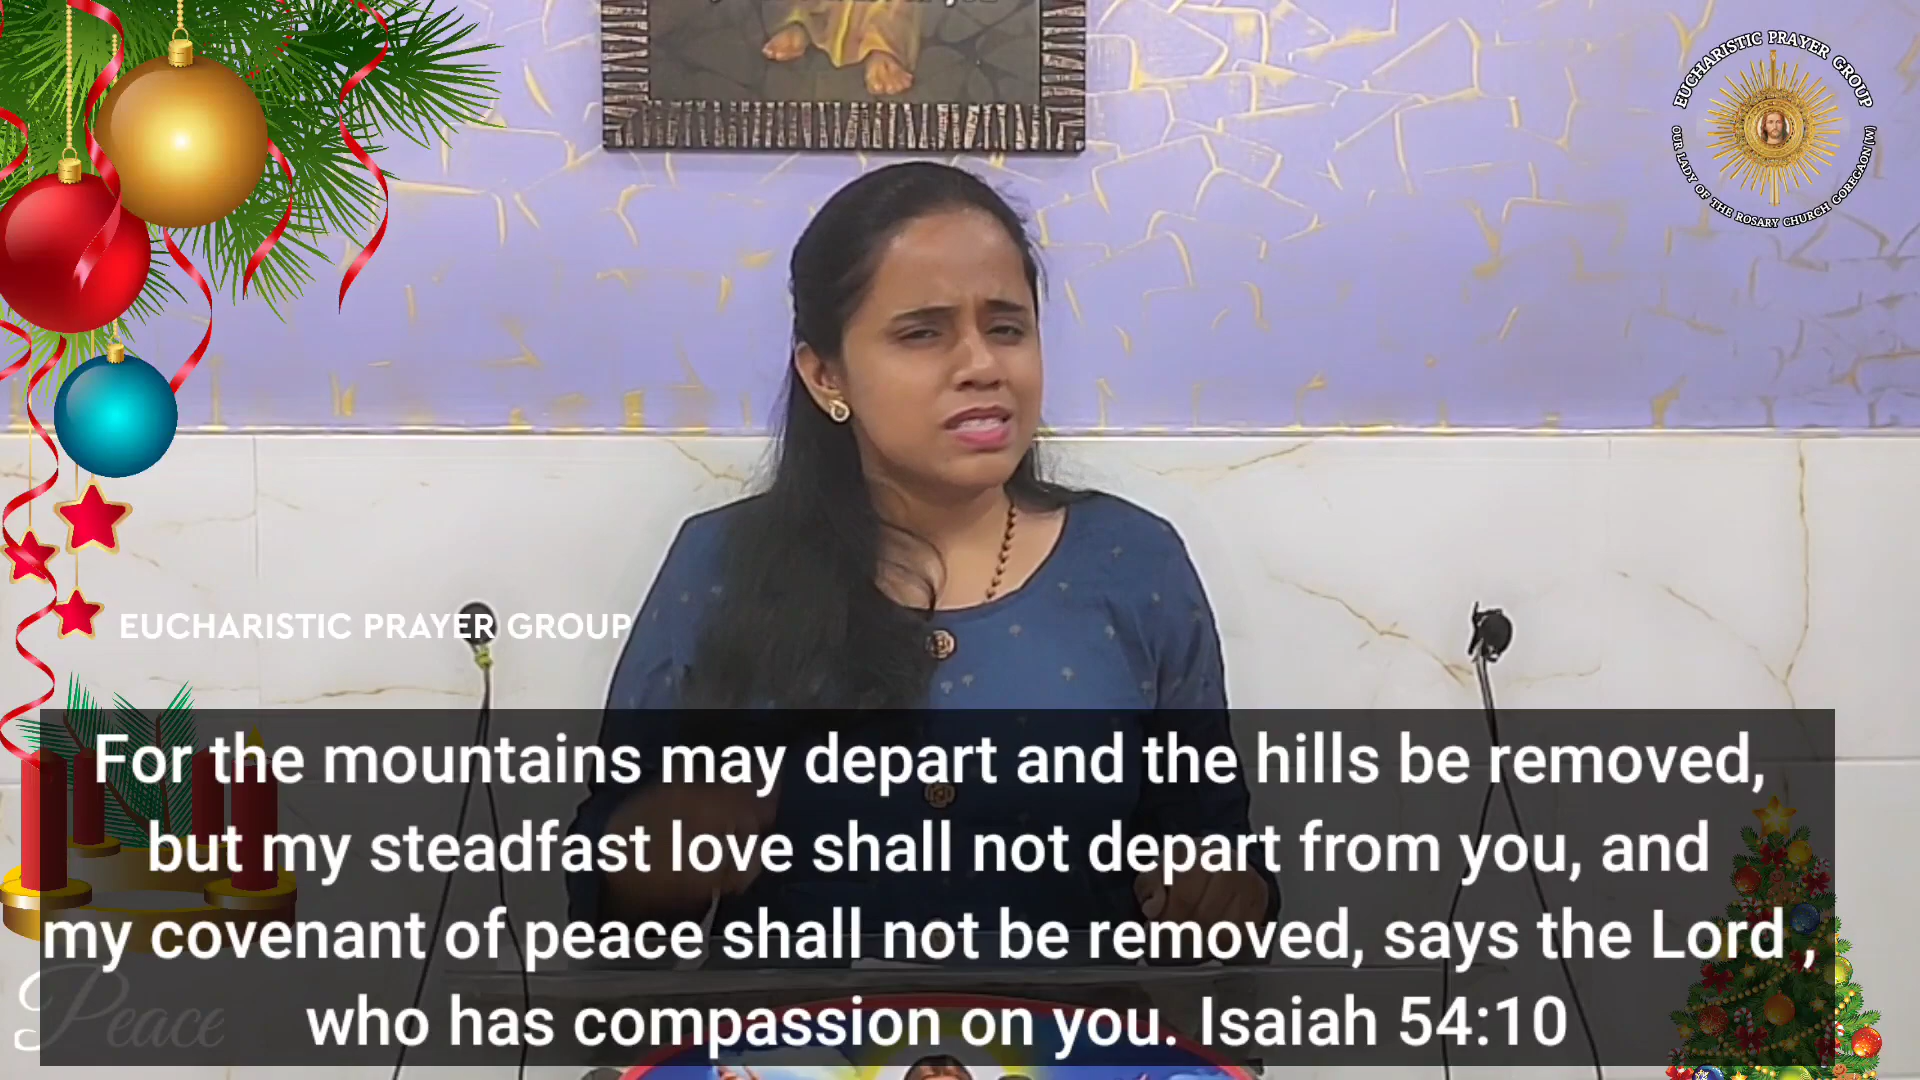 EUCHARISTIC PRAYER GROUP
OUR LADY OF THE ROSARY CHURCH GOREGAON (W)
EUCHARISTIC PRAYER GROUP
For the mountains may depart and the hills be removed,
but my steadfast love shall not depart from you, and
my covenant of peace shall not be removed, says the Lord ,
who has compassion on you. Isaiah 54:10
Peace